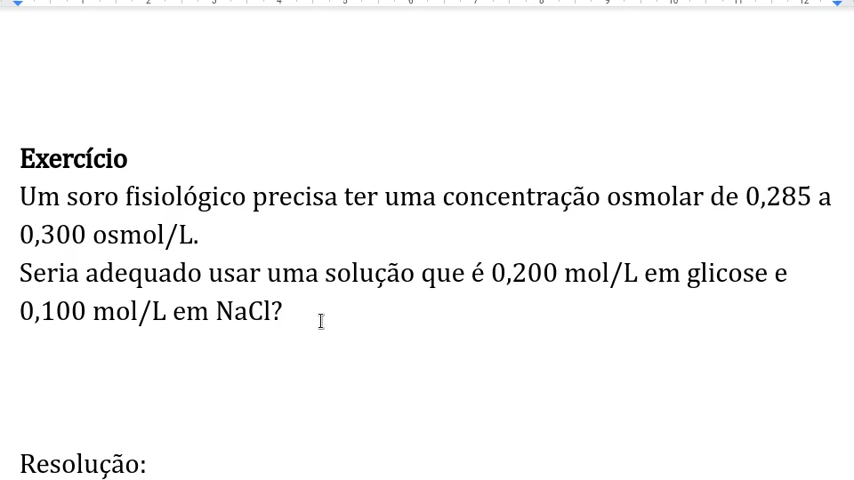 Exercício
Um soro fisiológico precisa ter uma concentração osmolar de 0,285 a
0,300 osmol/L.
Seria adequado usar uma solução que é 0,200 mol/L em glicose e
0,100 mol/L em NaCl?
Resolução: